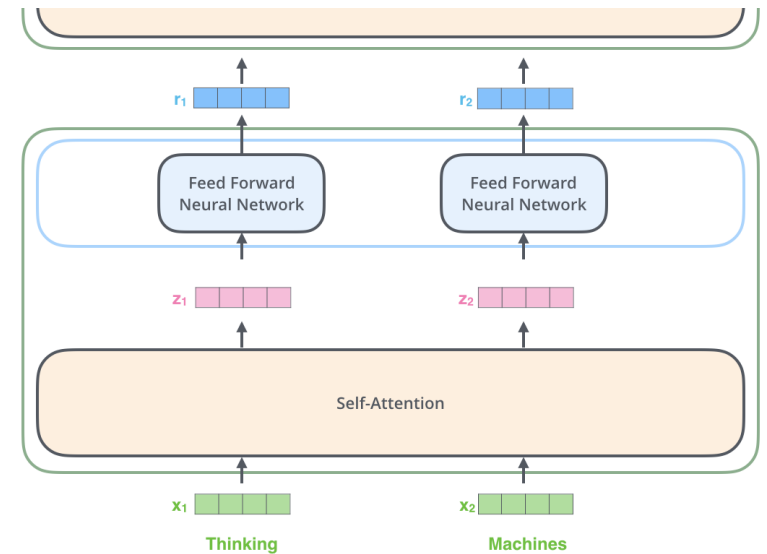 r₁
r₂
Feed Forward
Neural Network
Feed Forward
Neural Network
z₁
z₂
Self-Attention
x₁
x₂
Thinking
Machines